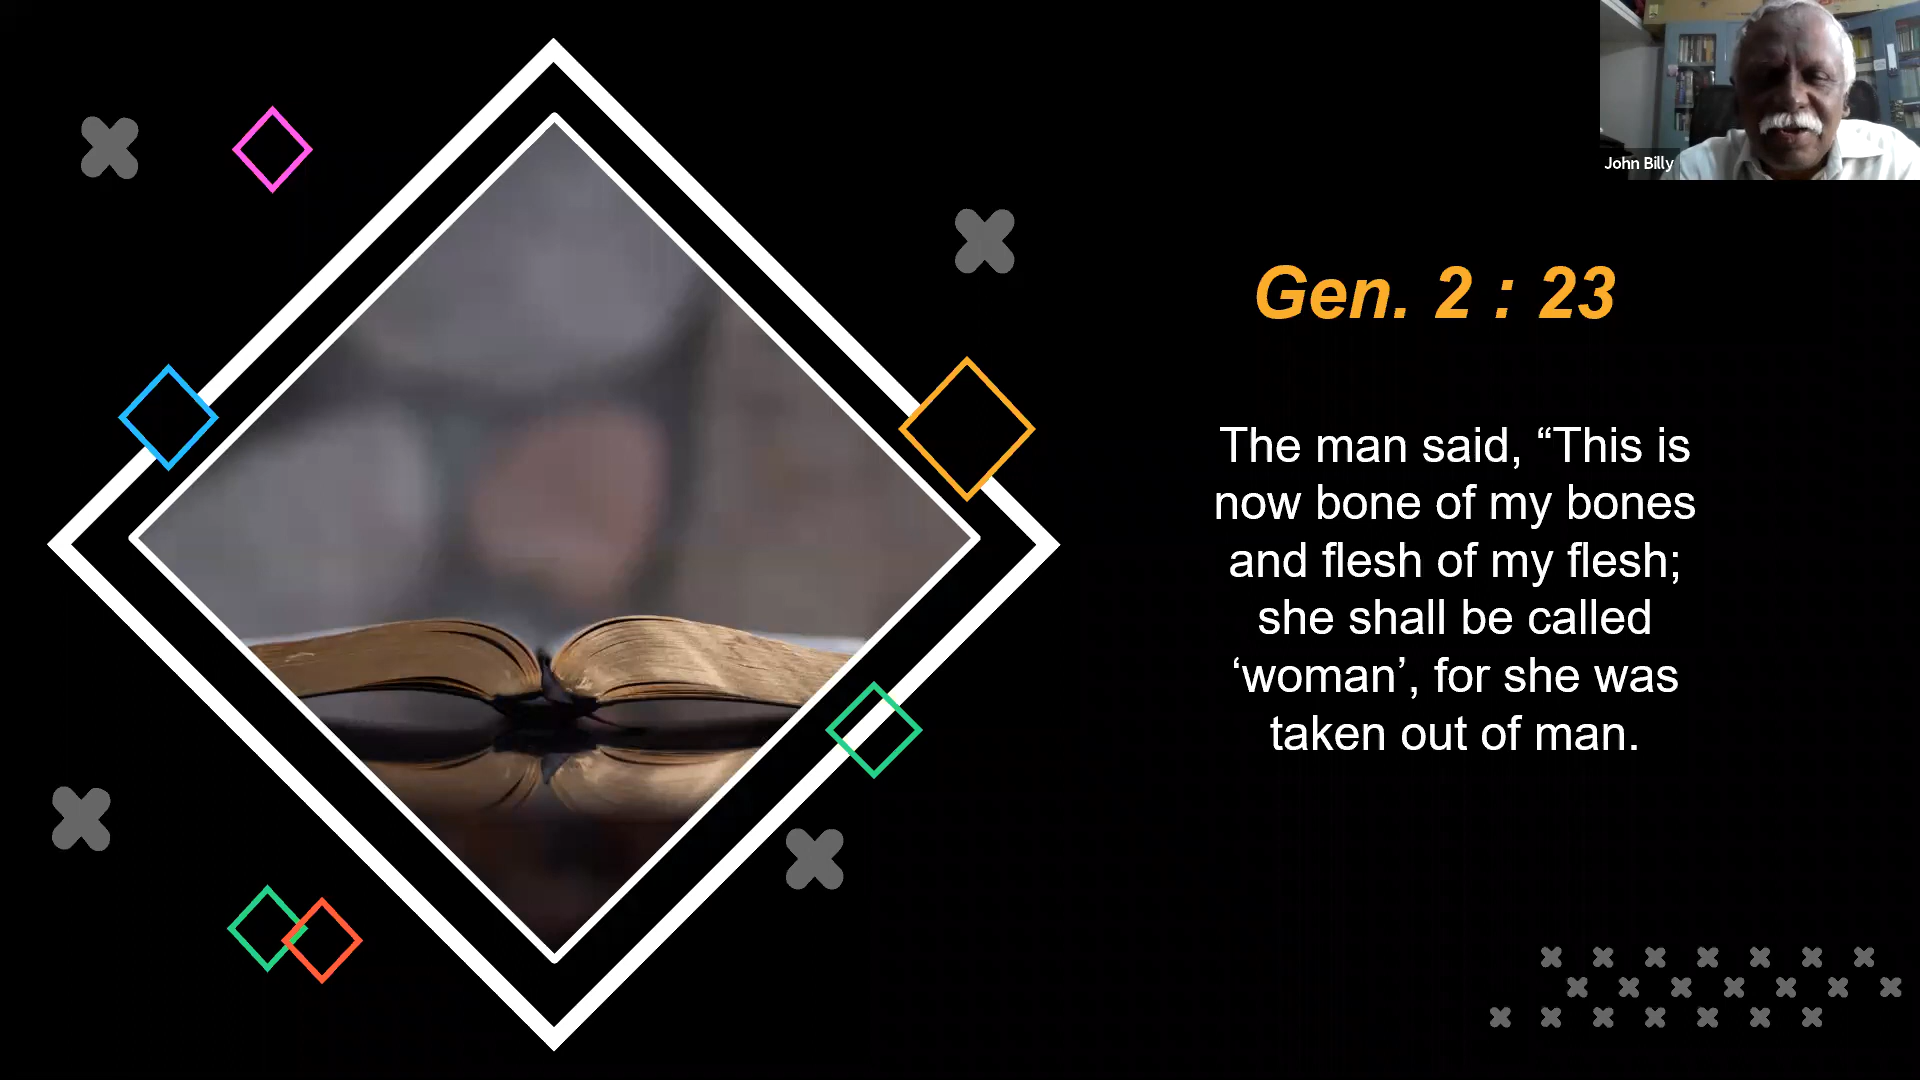 John Billy
Gen. 2 : 23
The man said, “This is
now bone of my bones
and flesh of my flesh;
she shall be called
‘woman’, for she was
taken out of man.